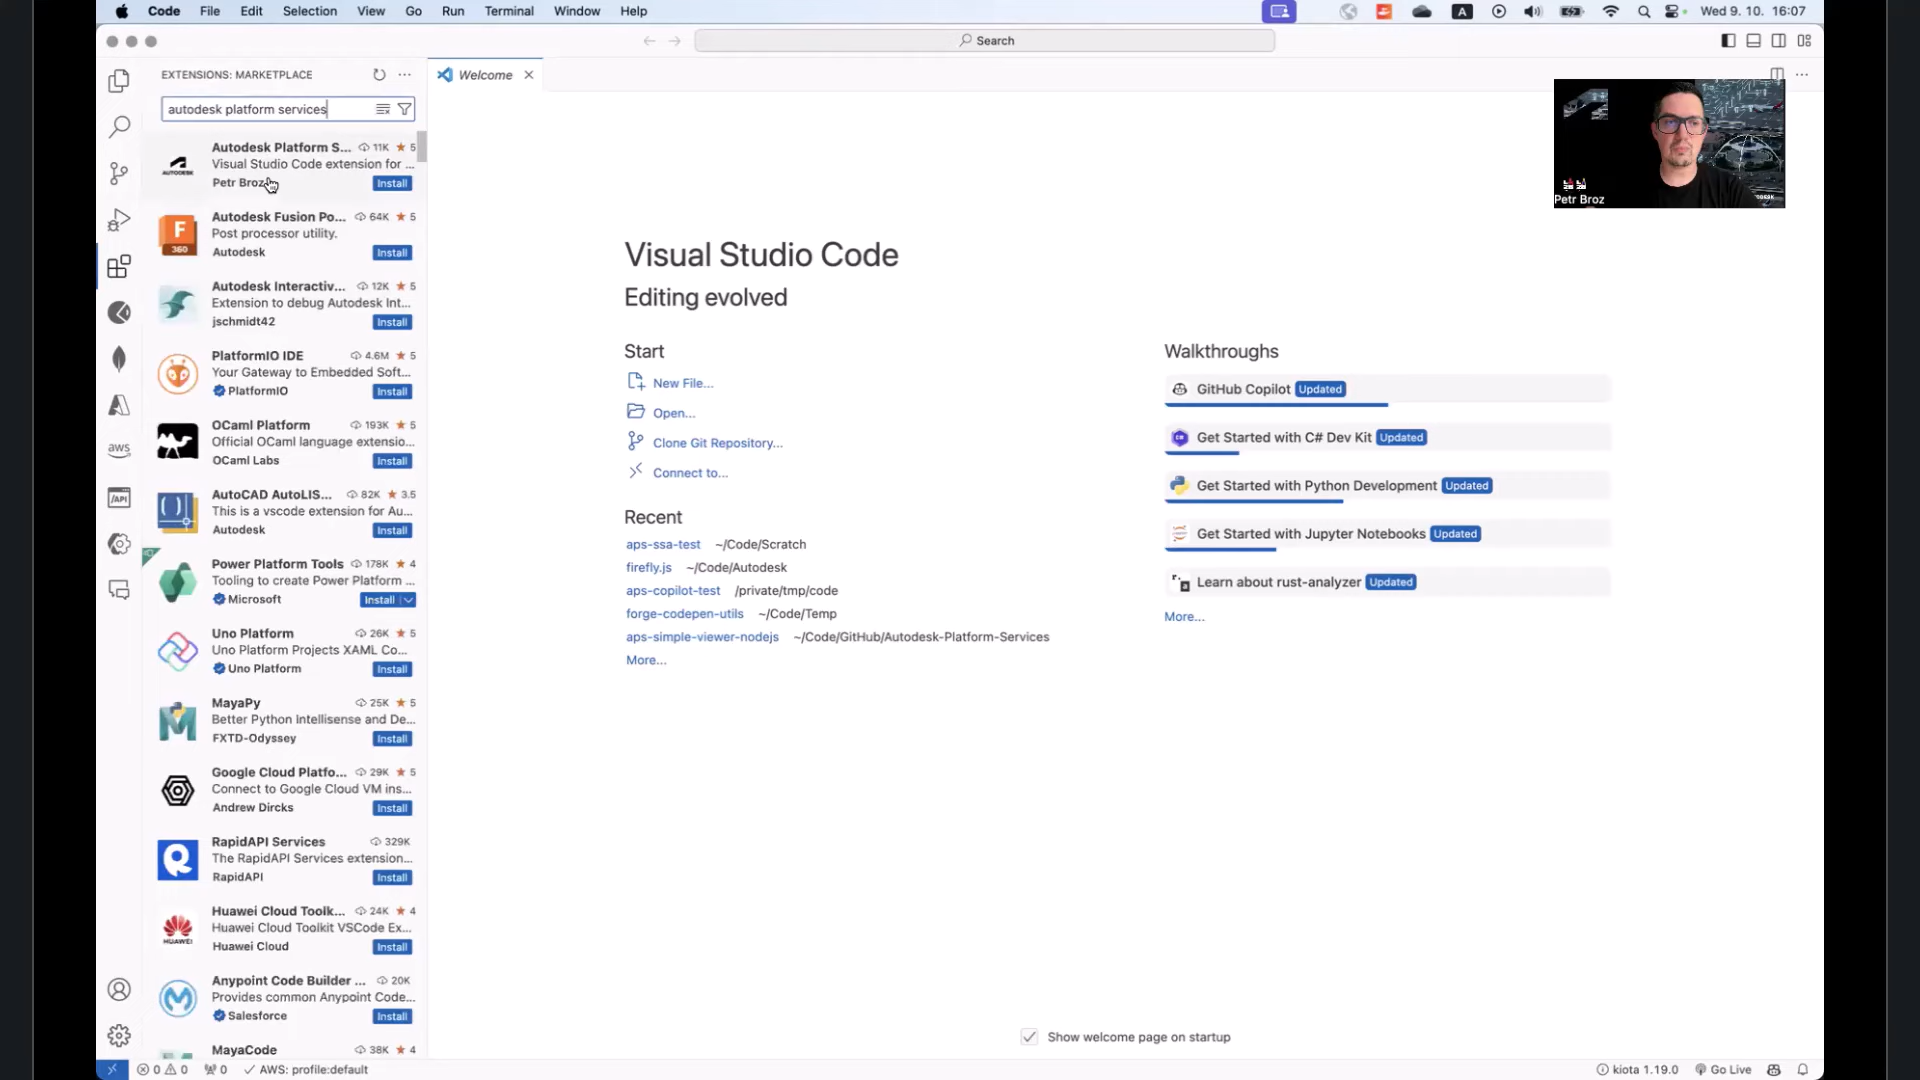 Code File Edit Selection View Go Run Terminal Window Help
A
Wed 9. 10. 16:07
Search
EXTENSIONS: MARKETPLACE
autodesk platform services
Welcome
Autodesk Platform S... 11K 5
Visual Studio Code extension for ...
AUTODESK
Petr Broz
Install
Autodesk Fusion Po... 64K 5
Post processor utility.
F
360
Autodesk
Install
Autodesk Interactiv... 12K 5
Extension to debug Autodesk Int...
jschmidt42
Install
PlatformIO IDE 4.6M 5
Your Gateway to Embedded Soft...
PlatformIO
Install
OCaml Platform 193K 5
Official OCaml language extensio...
OCaml Labs
Install
AutoCAD AutoLIS... 82K 3.5
This is a vscode extension for Au...
Autodesk
Install
Power Platform Tools 178K 4
Tooling to create Power Platform ...
Microsoft
Install
Uno Platform 26K 5
Uno Platform Projects XAML Co...
Uno Platform
Install
MayaPy 25K 5
Better Python Intellisense and De...
FXTD-Odyssey
Install
Google Cloud Platfo... 29K 5
Connect to Google Cloud VM ins...
Andrew Dircks
Install
RapidAPI Services 329K
The RapidAPI Services extension...
RapidAPI
Install
Huawei Cloud Toolk... 24K 4
Huawei Cloud Toolkit VSCode Ex...
HUAWEI
Huawei Cloud
Install
Anypoint Code Builder ... 20K
Provides common Anypoint Code...
Salesforce
Install
MayaCode 38K 4
aws
/API
Visual Studio Code
Editing evolved
Start
New File...
Open...
Clone Git Repository...
Connect to...
Recent
aps-ssa-test ~/Code/Scratch
firefly.js ~/Code/Autodesk
aps-copilot-test /private/tmp/code
forge-codepen-utils ~/Code/Temp
aps-simple-viewer-nodejs ~/Code/GitHub/Autodesk-Platform-Services
More...
Walkthroughs
GitHub Copilot Updated
Get Started with C# Dev Kit Updated
Get Started with Python Development Updated
Get Started with Jupyter Notebooks Updated
Learn about rust-analyzer Updated
More...
Petr Broz
Show welcome page on startup
0 0 0 AWS: profile:default
kiota 1.19.0 Go Live